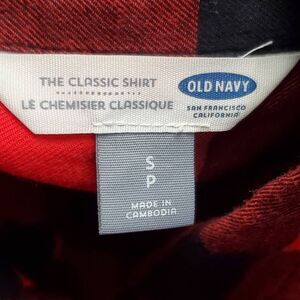 THE CLASSIC SHIRT
LE CHEMISIER CLASSIQUE
OLD NAVY
SAN FRANCISCO
CALIFORNIA
S
P
MADE IN
CAMBODIA